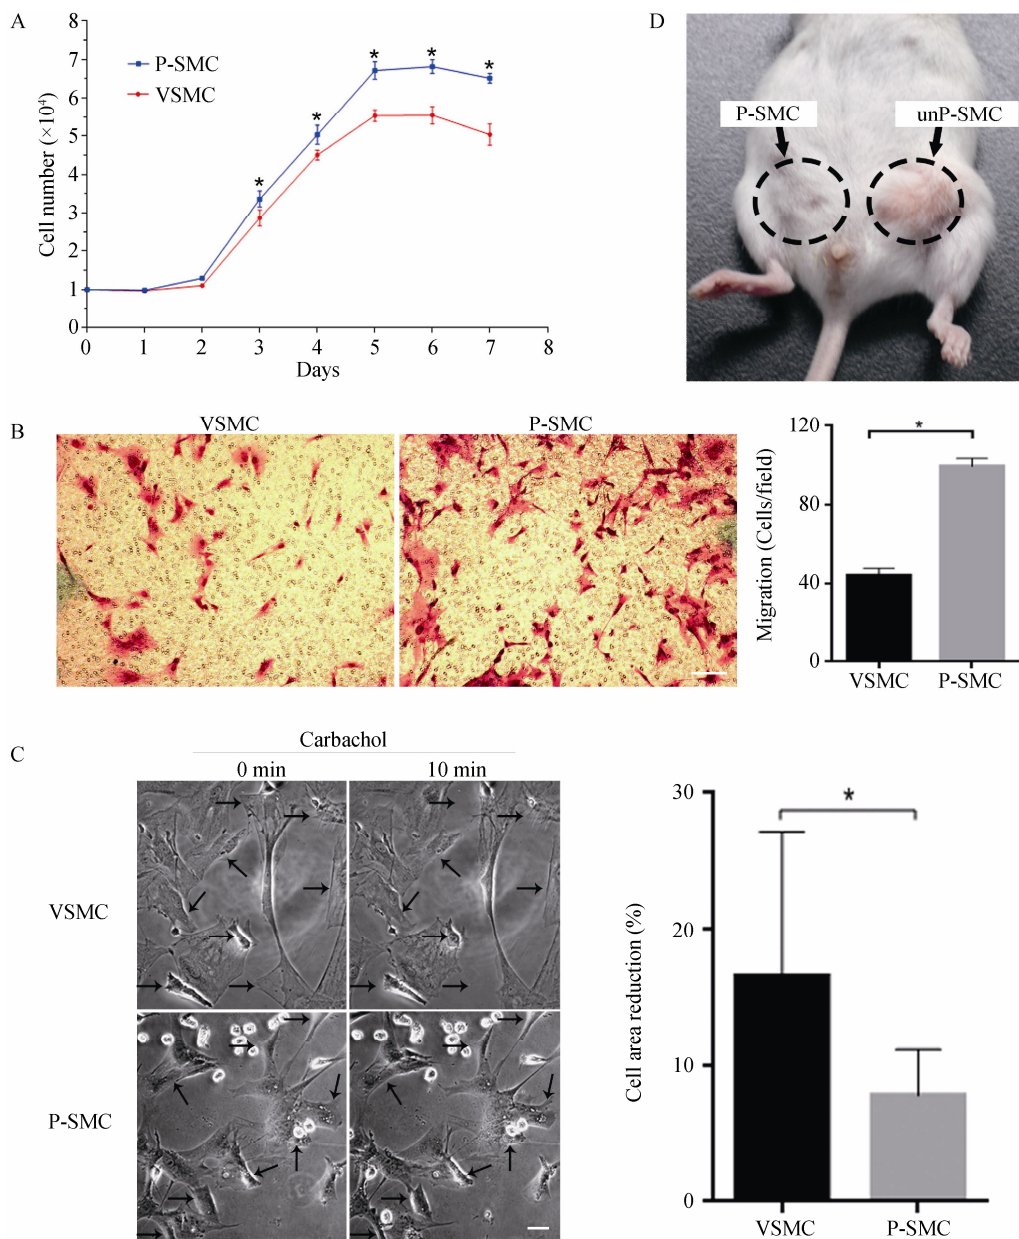 A
P-SMC
VSMC
Cell number (×10⁴)
8
7
6
5
4
3
2
1
0
* * * * *
0 1 2 3 4 5 6 7 8
Days
D
P-SMC
unP-SMC
B
VSMC
P-SMC
Migration (Cells/field)
120
80
40
0
*
VSMC
P-SMC
C
Carbachol
0 min
10 min
VSMC
P-SMC
Cell area reduction (%)
30
20
10
0
*
VSMC
P-SMC